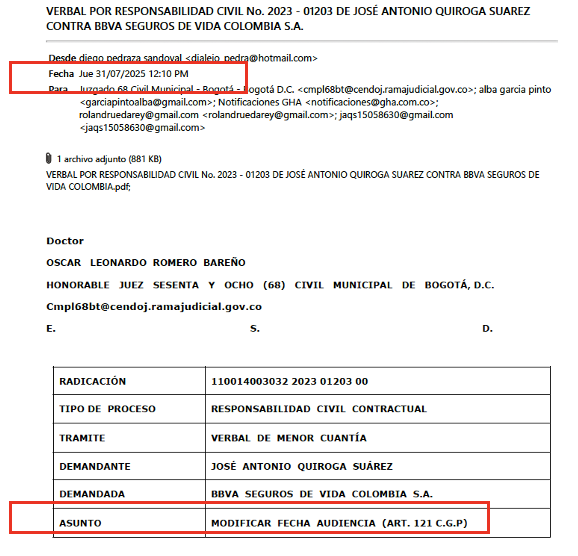 VERBAL POR RESPONSABILIDAD CIVIL No. 2023 - 01203 DE JOSÉ ANTONIO QUIROGA SUAREZ
CONTRA BBVA SEGUROS DE VIDA COLOMBIA S.A.
Desde diego pedraza sandoval <dialejo_pedra@hotmail.com>
Fecha Jue 31/07/2025 12:10 PM
Para Juzgado 68 Civil Municipal - Bogotá - Bogotá D.C. <cmpl68bt@cendoj.ramajudicial.gov.co>; alba garcia pinto
<garciapintoalba@gmail.com>; Notificaciones GHA <notificaciones@gha.com.co>;
rolandruedarey@gmail.com <rolandruedarey@gmail.com>; jaqs15058630@gmail.com
<jaqs15058630@gmail.com>
1 archivo adjunto (881 KB)
VERBAL POR RESPONSABILIDAD CIVIL No. 2023 - 01203 DE JOSÉ ANTONIO QUIROGA SUAREZ CONTRA BBVA SEGUROS DE
VIDA COLOMBIA.pdf;
Doctor
OSCAR LEONARDO ROMERO BAREÑO
HONORABLE JUEZ SESENTA Y OCHO (68) CIVIL MUNICIPAL DE BOGOTÁ, D.C.
Cmpl68bt@cendoj.ramajudicial.gov.co
E. S. D.
RADICACIÓN 110014003032 2023 01203 00
TIPO DE PROCESO RESPONSABILIDAD CIVIL CONTRACTUAL
TRAMITE VERBAL DE MENOR CUANTÍA
DEMANDANTE JOSÉ ANTONIO QUIROGA SUÁREZ
DEMANDADA BBVA SEGUROS DE VIDA COLOMBIA S.A.
ASUNTO MODIFICAR FECHA AUDIENCIA (ART. 121 C.G.P)